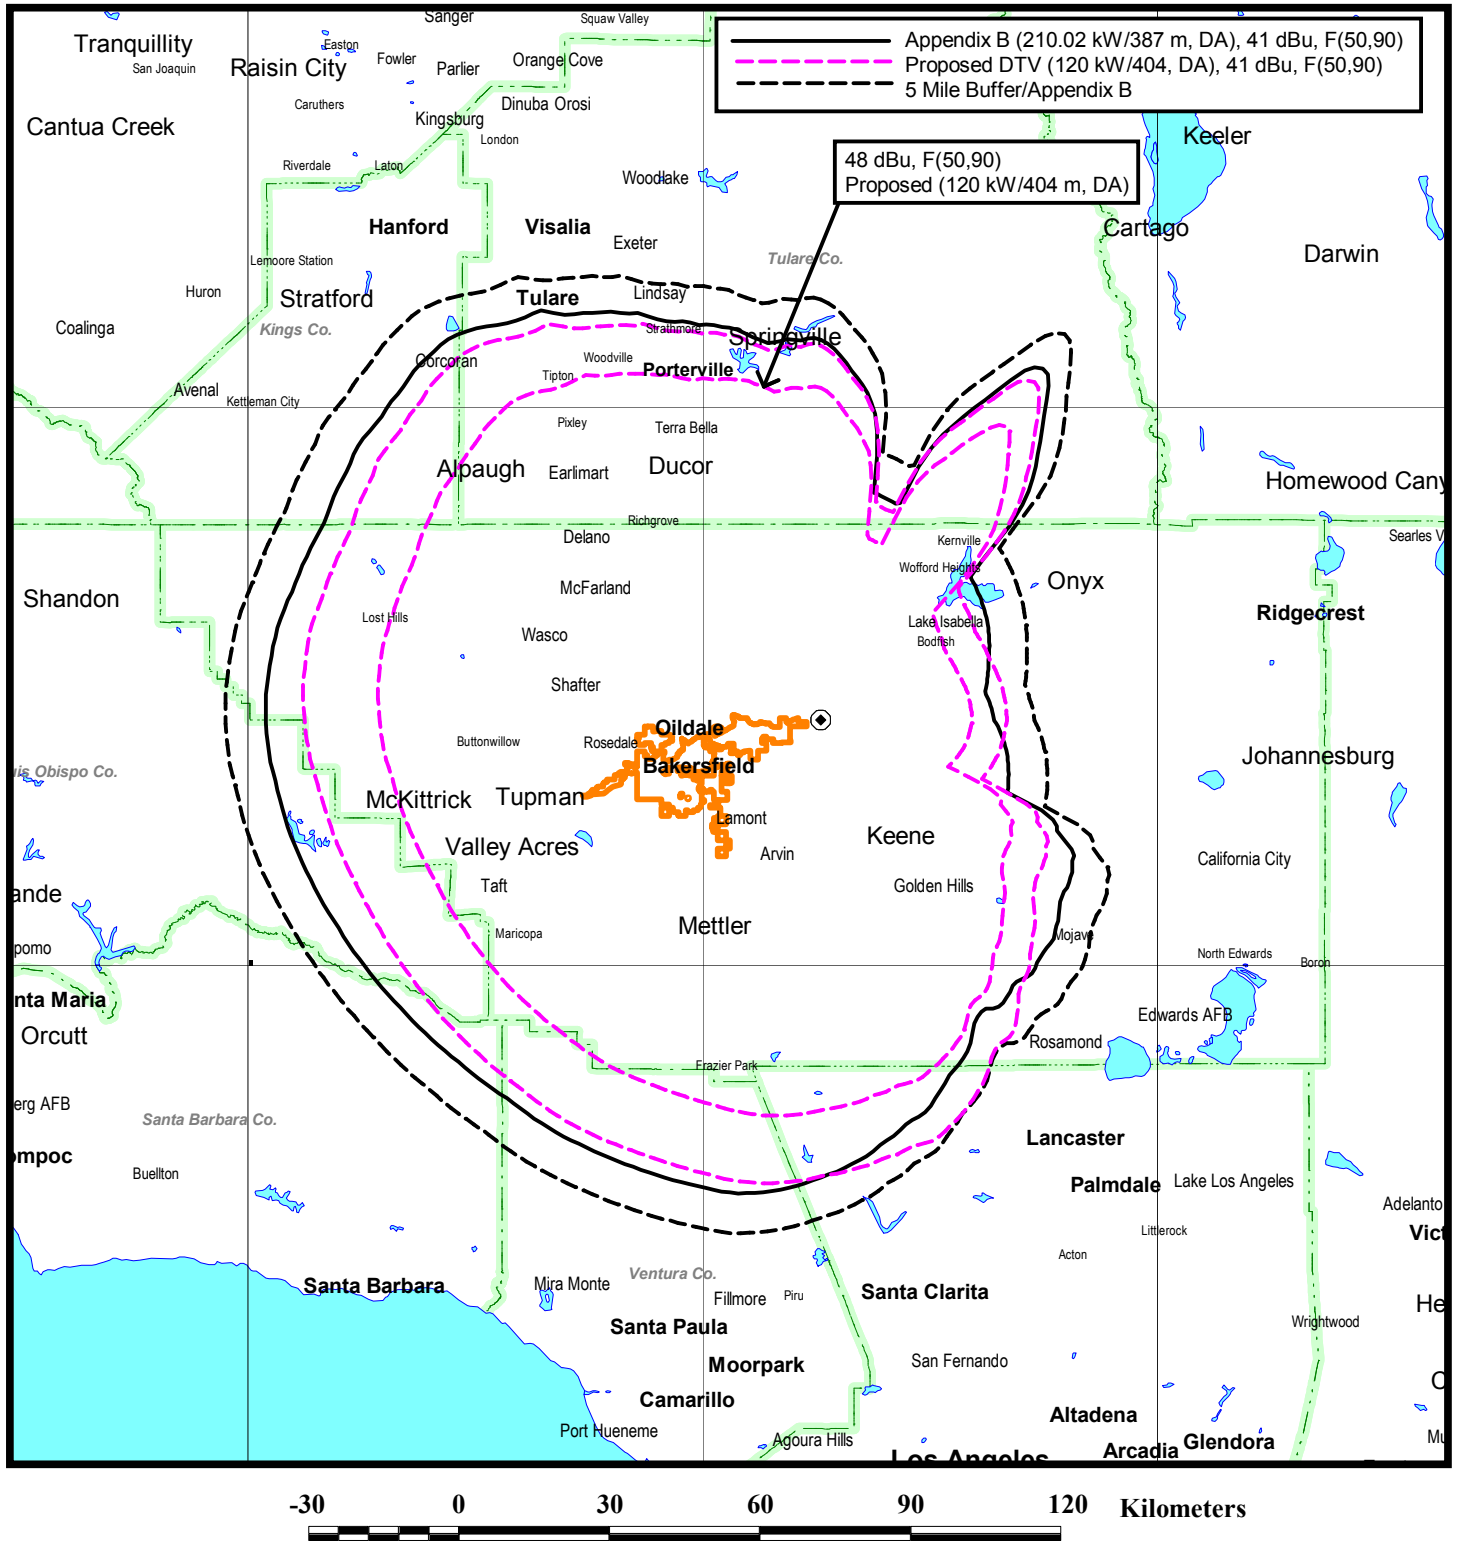 Appendix B (210.02 kW/387 m, DA), 41 dBu, F(50,90)
Proposed DTV (120 kW/404, DA), 41 dBu, F(50,90)
5 Mile Buffer/Appendix B
48 dBu, F(50,90)
Proposed (120 kW/404 m, DA)
Sanger
Squaw Valley
Tranquillity
Easton
San Joaquin
Raisin City
Fowler
Parlier
Orange Cove
Caruthers
Dinuba Orosi
Kingsburg
Cantua Creek
London
Keeler
Riverdale
Laton
Woodlake
Hanford
Visalia
Exeter
Cartago
Tulare Co.
Darwin
Lemoore Station
Huron
Stratford
Tulare
Lindsay
Coalinga
Kings Co.
Strathmore
Springville
Corcoran
Woodville
Porterville
Tipton
Avenal
Kettleman City
Pixley
Terra Bella
Alpaugh
Earlimart
Ducor
Homewood Cany
Richgrove
Delano
Kernville
Searles V
Wofford Heights
Onyx
McFarland
Shandon
Lost Hills
Ridgecrest
Lake Isabella
Wasco
Bodfish
Shafter
Oildale
Buttonwillow
Rosedale
Bakersfield
Johannesburg
uis Obispo Co.
McKittrick
Tupman
Lamont
Keene
Valley Acres
Arvin
California City
Taft
Golden Hills
ande
Mettler
Maricopa
Mojave
pomo
North Edwards
Boron
nta Maria
Edwards AFB
Orcutt
Rosamond
Frazier Park
erg AFB
Santa Barbara Co.
Lancaster
ompoc
Buellton
Palmdale
Lake Los Angeles
Adelanto
Littlerock
Vict
Acton
Ventura Co.
Santa Barbara
Mira Monte
Fillmore
Piru
Santa Clarita
He
Santa Paula
Wrightwood
Moorpark
San Fernando
Camarillo
Altadena
Port Hueneme
Agoura Hills
Arcadia
Glendora
Mu
Los Angeles
-30 0 30 60 90 120 Kilometers